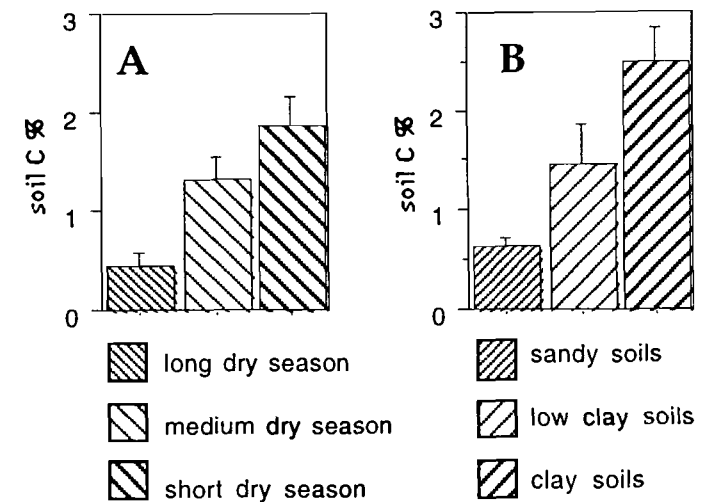 3
A
2
soil C %
1
0
long dry season
medium dry season
short dry season
3
B
2
soil C %
1
0
sandy soils
low clay soils
clay soils